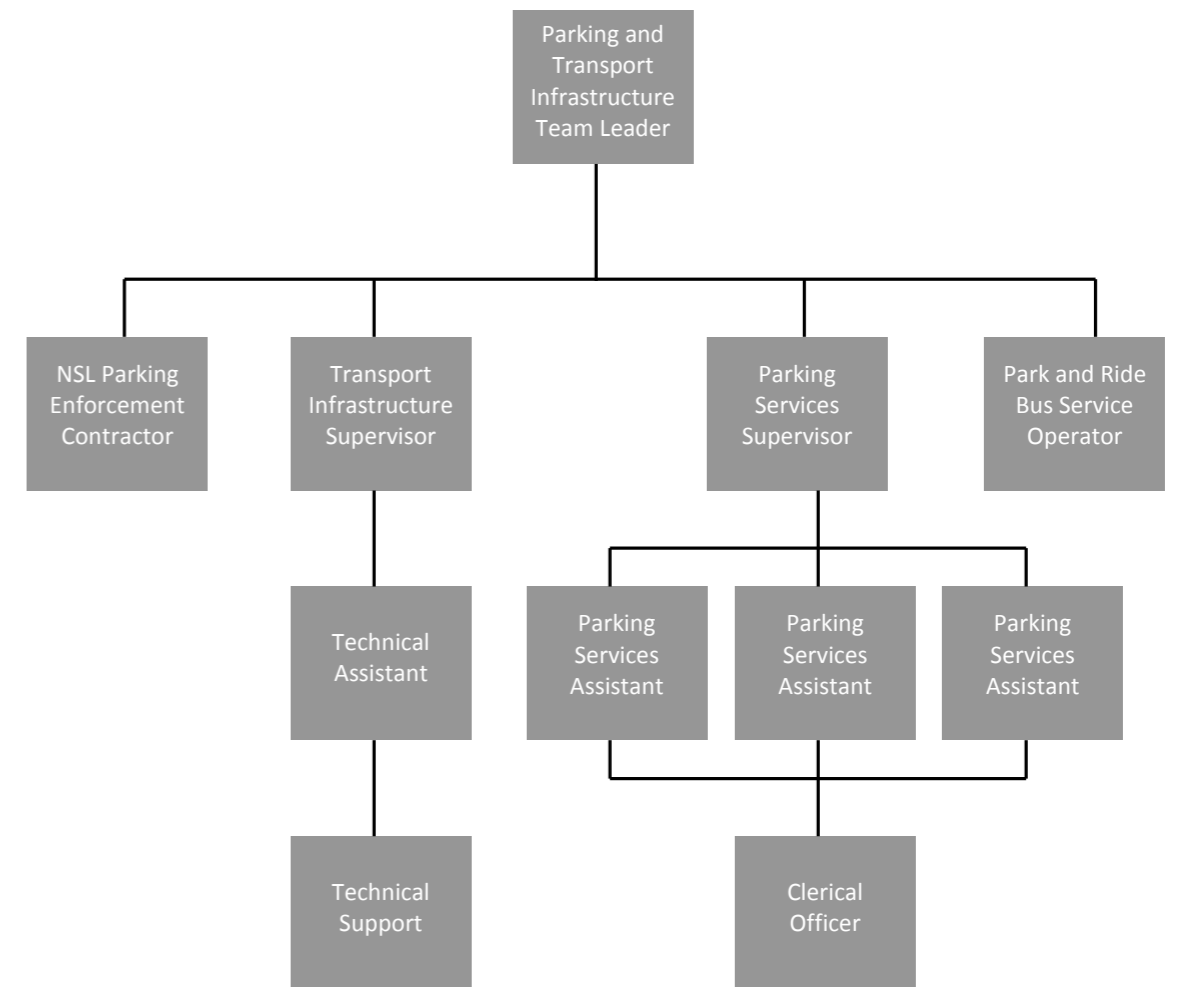 Parking and
Transport
Infrastructure
Team Leader
NSL Parking
Enforcement
Contractor
Transport
Infrastructure
Supervisor
Parking
Services
Supervisor
Park and Ride
Bus Service
Operator
Technical
Assistant
Parking
Services
Assistant
Parking
Services
Assistant
Parking
Services
Assistant
Technical
Support
Clerical
Officer